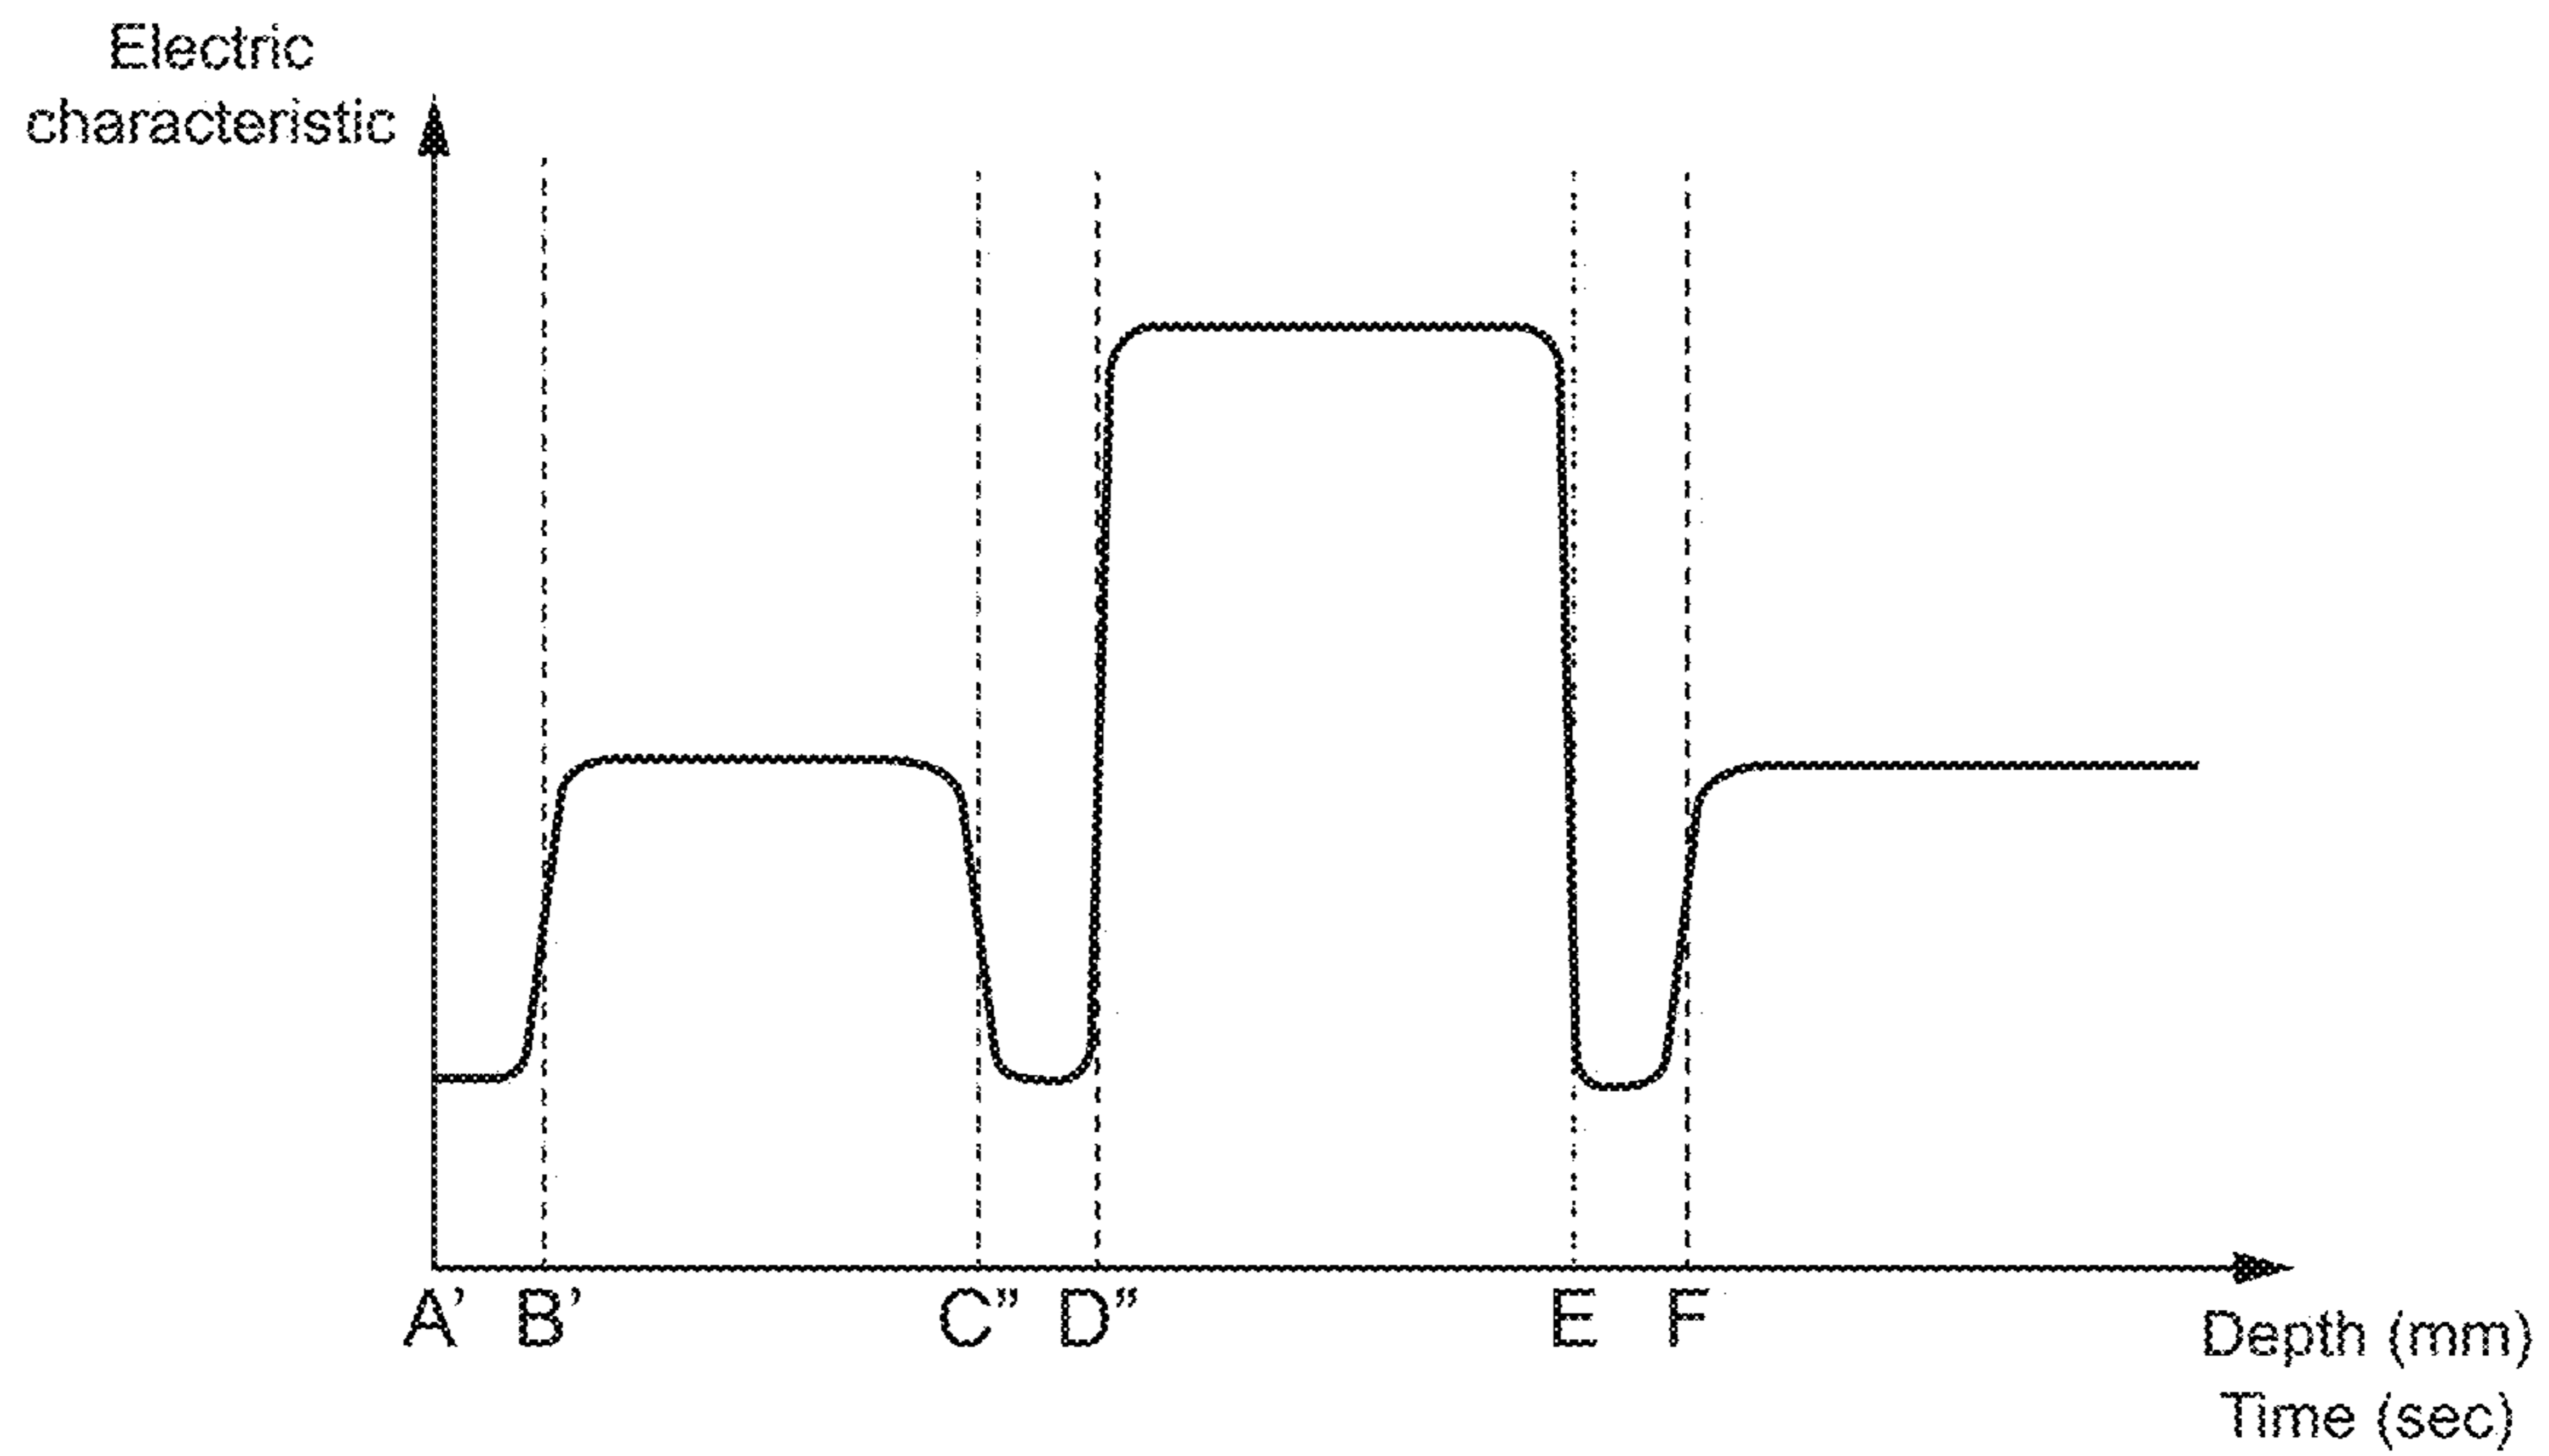 Electric
characteristic
A’ B’ C” D” E F
Depth (mm)
Time (sec)